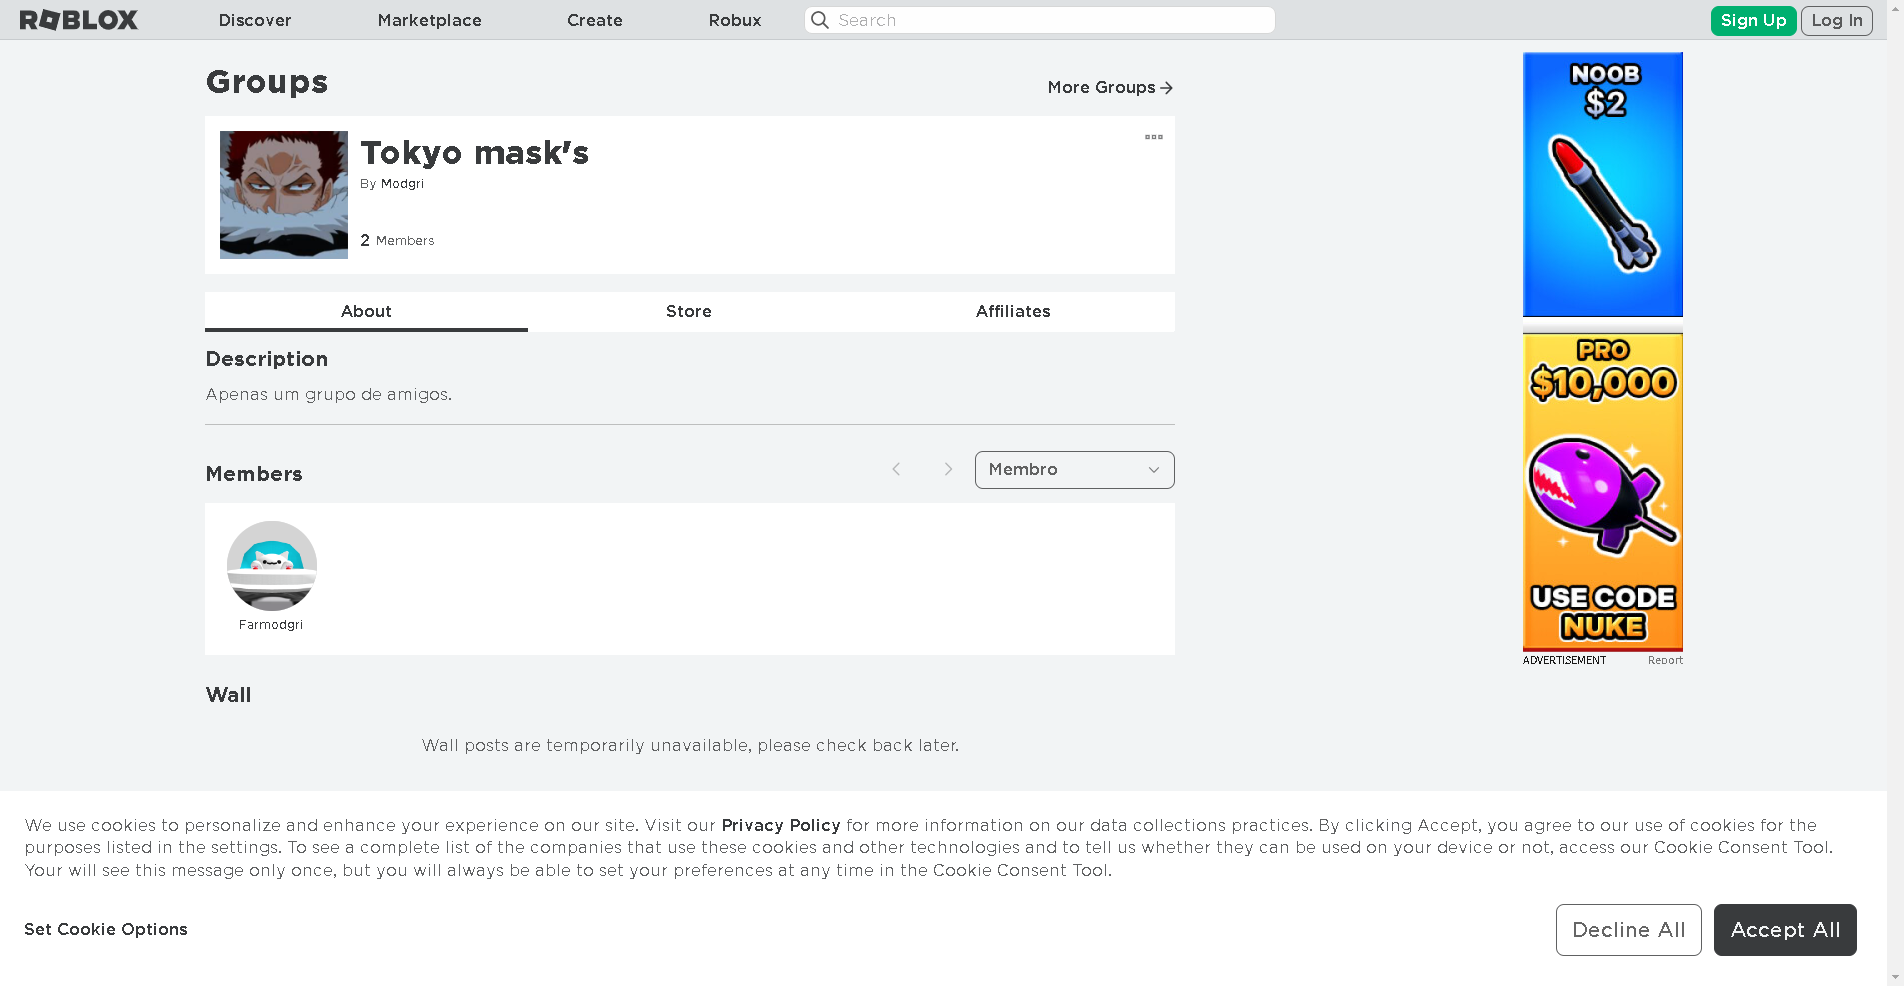 ROBLOX
Discover
Marketplace
Create
Robux
Search
Sign Up
Log In
Groups
More Groups
Tokyo mask's
By Modgri
2 Members
About
Store
Affiliates
Description
Apenas um grupo de amigos.
Members
Membro
Farmodgri
Wall
Wall posts are temporarily unavailable, please check back later.
NOOB
$2
PRO
$10,000
USE CODE
NUKE
ADVERTISEMENT
Report
We use cookies to personalize and enhance your experience on our site. Visit our Privacy Policy for more information on our data collections practices. By clicking Accept, you agree to our use of cookies for the
purposes listed in the settings. To see a complete list of the companies that use these cookies and other technologies and to tell us whether they can be used on your device or not, access our Cookie Consent Tool.
Your will see this message only once, but you will always be able to set your preferences at any time in the Cookie Consent Tool.
Set Cookie Options
Decline All
Accept All